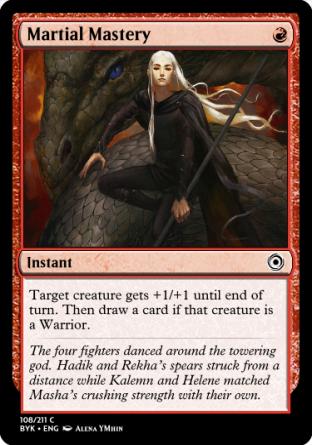 Martial Mastery
Instant
Target creature gets +1/+1 until end of
turn. Then draw a card if that creature is
a Warrior.
The four fighters danced around the towering
god. Hadik and Rekha's spears struck from a
distance while Kalemn and Helene matched
Masha's crushing strength with their own.
108/211 C
BYK • ENG Alena YMhin